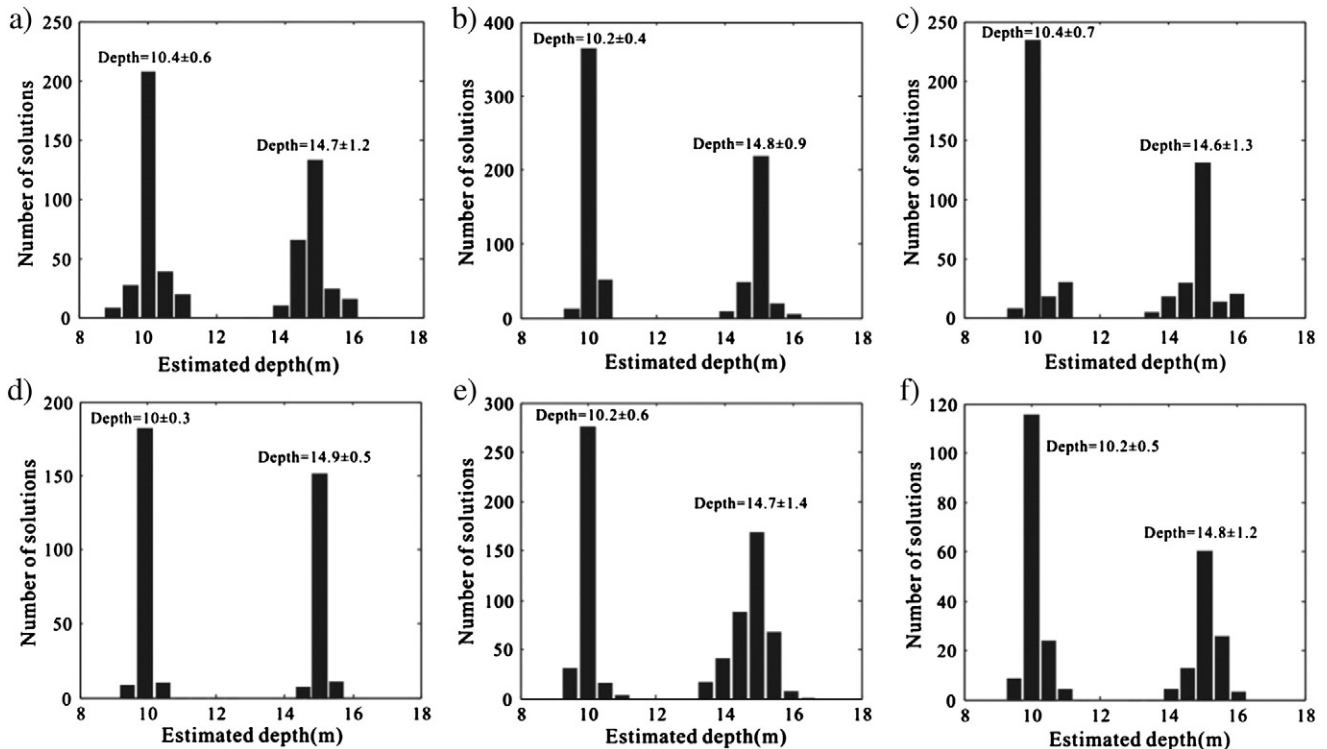 a)
250
200
150
100
50
0
Number of solutions
Depth=10.4±0.6
Depth=14.7±1.2
8 10 12 14 16 18
Estimated depth(m)
b)
400
300
200
100
0
Number of solutions
Depth=10.2±0.4
Depth=14.8±0.9
8 10 12 14 16 18
Estimated depth(m)
c)
250
200
150
100
50
0
Number of solutions
Depth=10.4±0.7
Depth=14.6±1.3
8 10 12 14 16 18
Estimated depth(m)
d)
200
150
100
50
0
Number of solutions
Depth=10±0.3
Depth=14.9±0.5
8 10 12 14 16 18
Estimated depth(m)
e)
300
250
200
150
100
50
0
Number of solutions
Depth=10.2±0.6
Depth=14.7±1.4
8 10 12 14 16 18
Estimated depth(m)
f)
120
100
80
60
40
20
0
Number of solutions
Depth=10.2±0.5
Depth=14.8±1.2
8 10 12 14 16 18
Estimated depth(m)